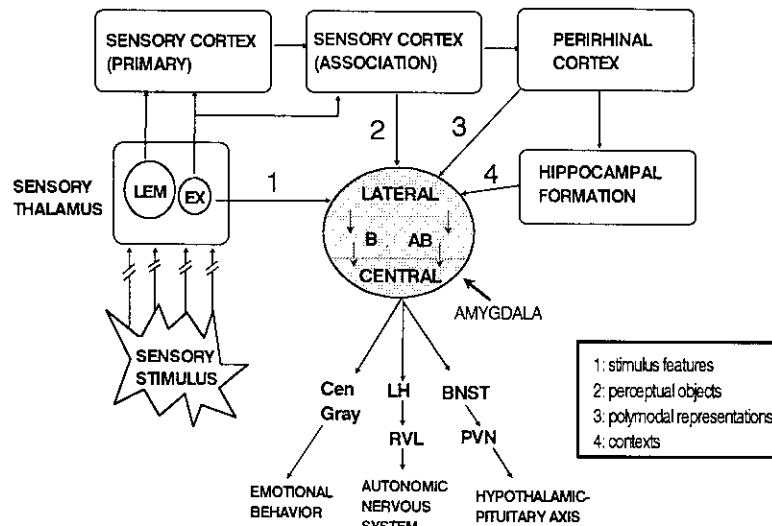 SENSORY CORTEX
(PRIMARY)
SENSORY CORTEX
(ASSOCIATION)
PERIRHINAL
CORTEX
2
3
4
HIPPOCAMPAL
FORMATION
SENSORY
THALAMUS
LEM
EX
1
LATERAL
B
AB
CENTRAL
AMYGDALA
SENSORY
STIMULUS
Cen
Gray
LH
BNST
RVL
PVN
EMOTIONAL
BEHAVIOR
AUTONOMIC
NERVOUS
SYSTEM
HYPOTHALAMIC-
PITUITARY AXIS
1: stimulus features
2: perceptual objects
3: polymodal representations
4: contexts